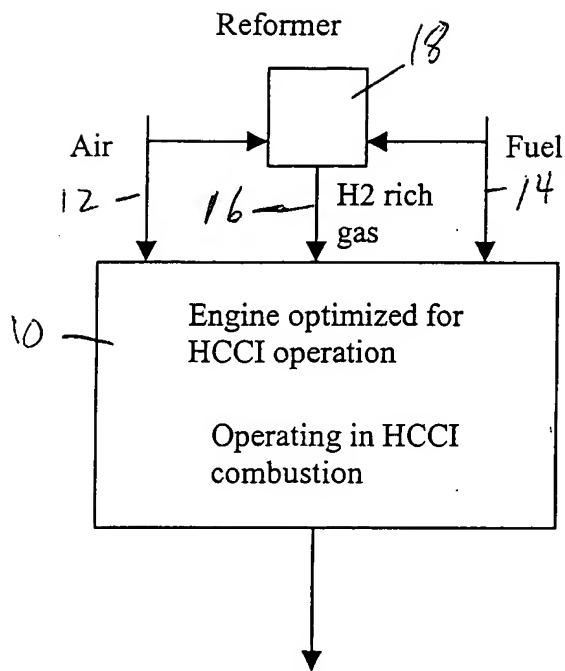 Reformer
18
Air
Fuel
12
16
H2 rich
gas
14
10
Engine optimized for
HCCI operation
Operating in HCCI
combustion